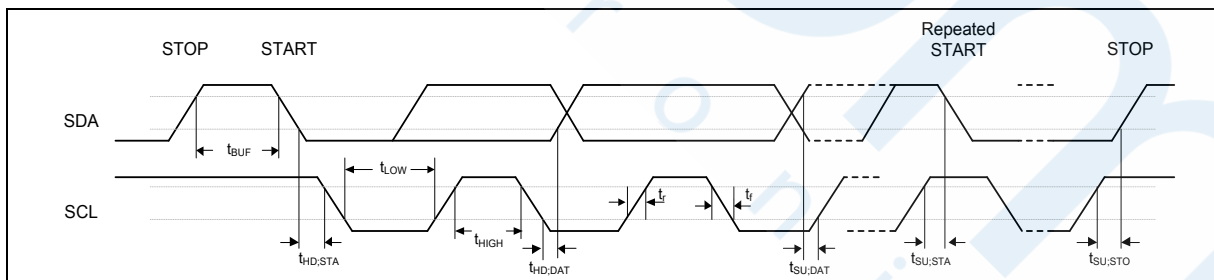 STOP START Repeated START STOP
SDA
tBUF
tLOW
SCL
tr tf
tHIGH
tHD;STA tHD;DAT tSU;DAT tSU;STA tSU;STO